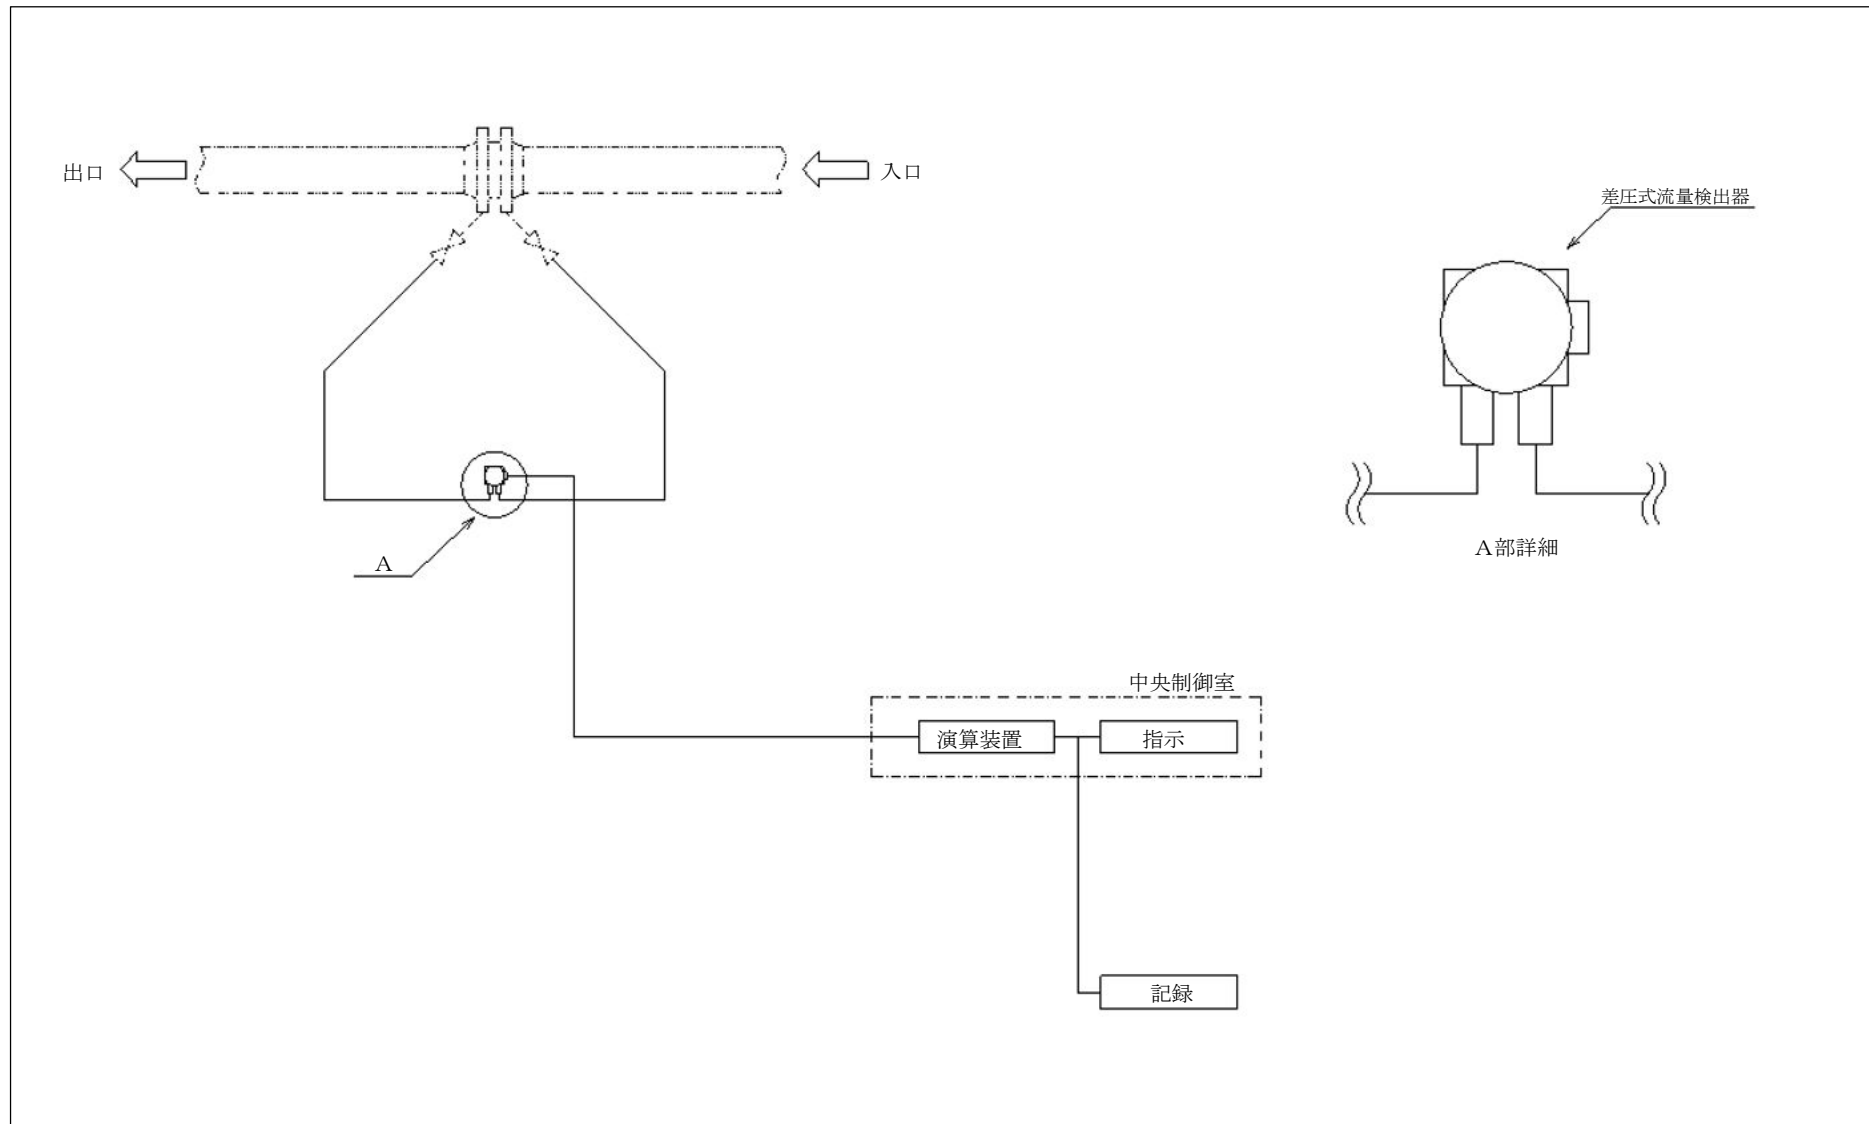 出口
入口
差圧式流量検出器
A
A部詳細
中央制御室
演算装置
指示
記録